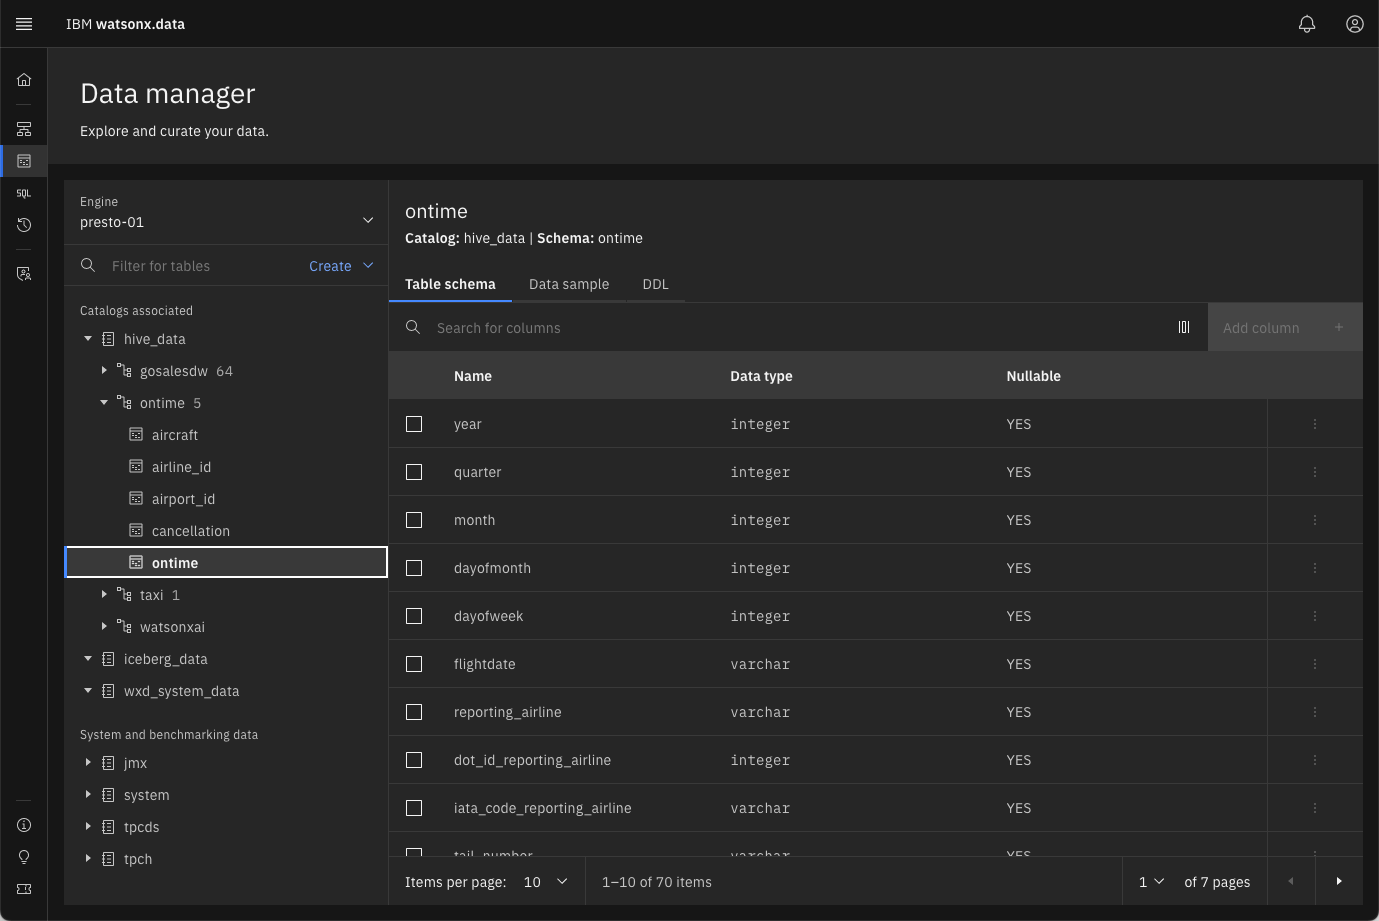 IBM watsonx.data
Data manager
Explore and curate your data.
SQL
Engine
presto-01
Filter for tables
Create
Catalogs associated
hive_data
gosalesdw 64
ontime 5
aircraft
airline_id
airport_id
cancellation
ontime
taxi 1
watsonxai
iceberg_data
wxd_system_data
System and benchmarking data
jmx
system
tpcds
tpch
ontime
Catalog: hive_data | Schema: ontime
Table schema Data sample DDL
Search for columns
Add column +
Name Data type Nullable
year integer YES
quarter integer YES
month integer YES
dayofmonth integer YES
dayofweek integer YES
flightdate varchar YES
reporting_airline varchar YES
dot_id_reporting_airline integer YES
iata_code_reporting_airline varchar YES
tail_number varchar YES
Items per page: 10 1–10 of 70 items 1 of 7 pages